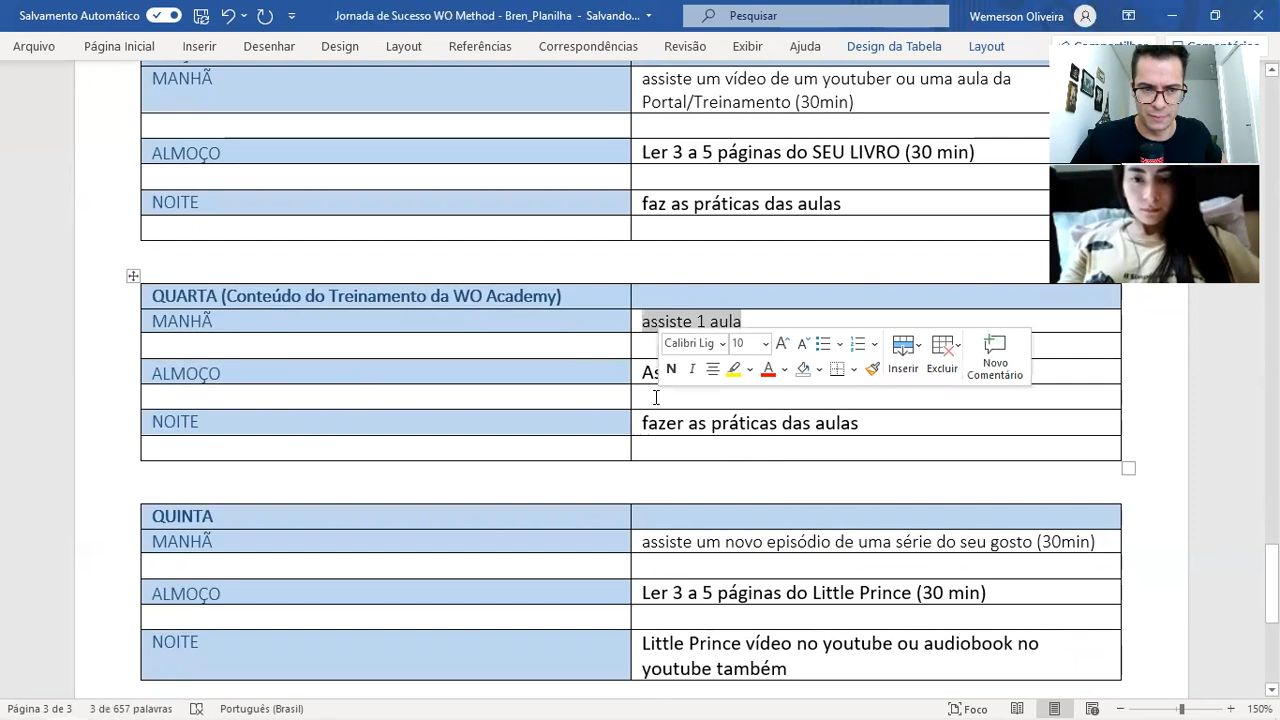 Salvamento Automático
Jornada de Sucesso WO Method - Bren_Planilha - Salvando...
Pesquisar
Wemerson Oliveira
Arquivo Página Inicial Inserir Desenhar Design Layout Referências Correspondências Revisão Exibir Ajuda Design da Tabela Layout
MANHÃ
assiste um vídeo de um youtuber ou uma aula da
Portal/Treinamento (30min)
ALMOÇO
Ler 3 a 5 páginas do SEU LIVRO (30 min)
NOITE
faz as práticas das aulas
QUARTA (Conteúdo do Treinamento da WO Academy)
MANHÃ
assiste 1 aula
Calibri Lig 10
Inserir Excluir
Novo
Comentário
ALMOÇO
NOITE
fazer as práticas das aulas
QUINTA
MANHÃ
assiste um novo episódio de uma série do seu gosto (30min)
ALMOÇO
Ler 3 a 5 páginas do Little Prince (30 min)
NOITE
Little Prince vídeo no youtube ou audiobook no
youtube também
Página 3 de 3 3 de 657 palavras Português (Brasil) Foco 150%